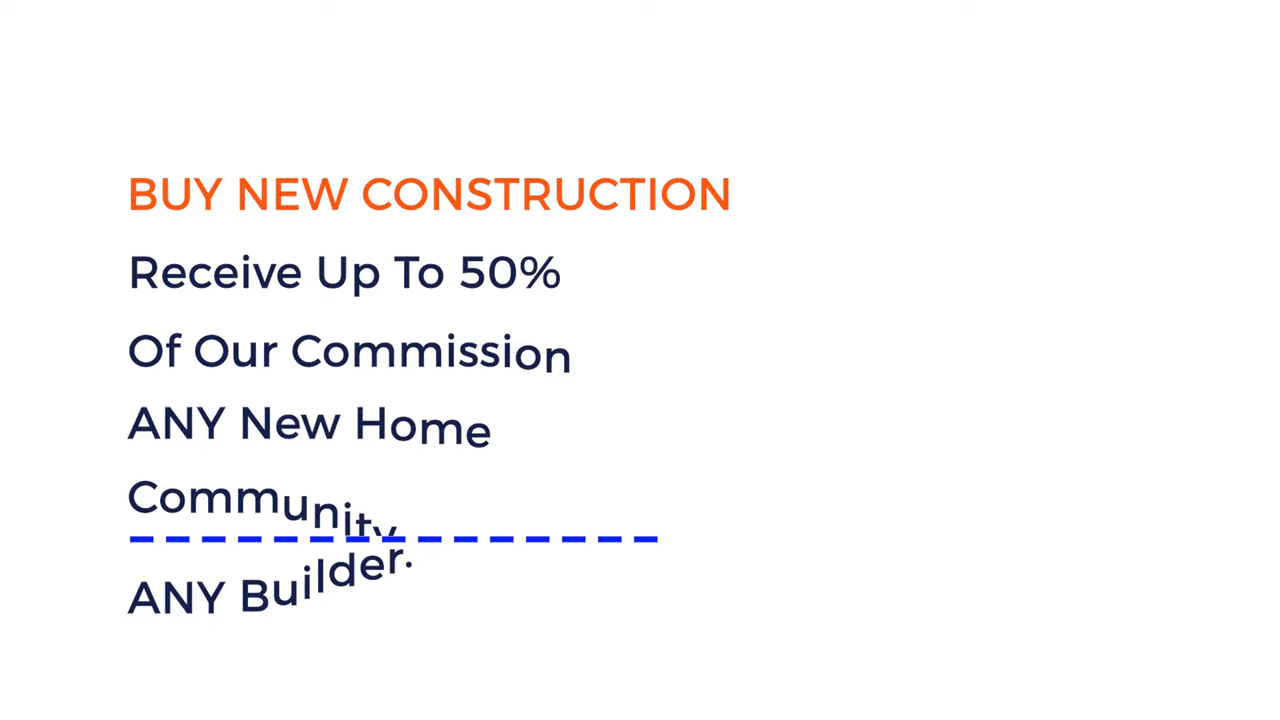 BUY NEW CONSTRUCTION
Receive Up To 50%
Of Our Commission
ANY New Home
Community,
ANY Builder.